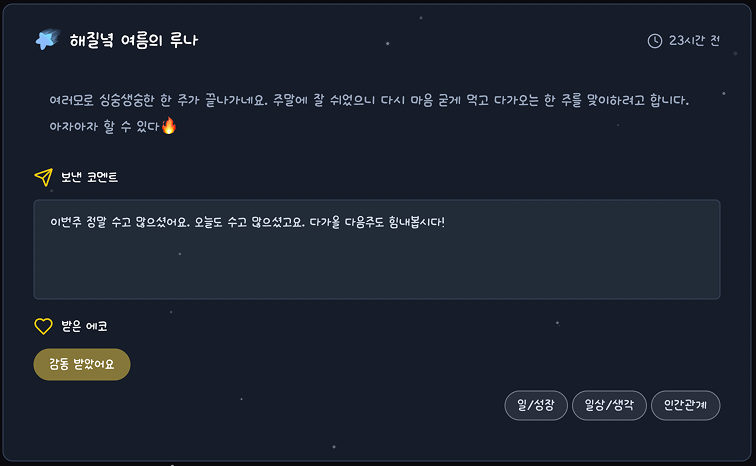 해질녘 여름의 루나
23시간 전
여러모로 싱숭생숭한 한 주가 끝나가네요. 주말에 잘 쉬었으니 다시 마음 굳게 먹고 다가오는 한 주를 맞이하려고 합니다.
아자아자 할 수 있다🔥
보낸 코멘트
이번주 정말 수고 많으셨어요. 오늘도 수고 많으셨고요. 다가올 다음주도 힘내봅시다!
받은 에코
감동 받았어요
일/성장 일상/생각 인간관계